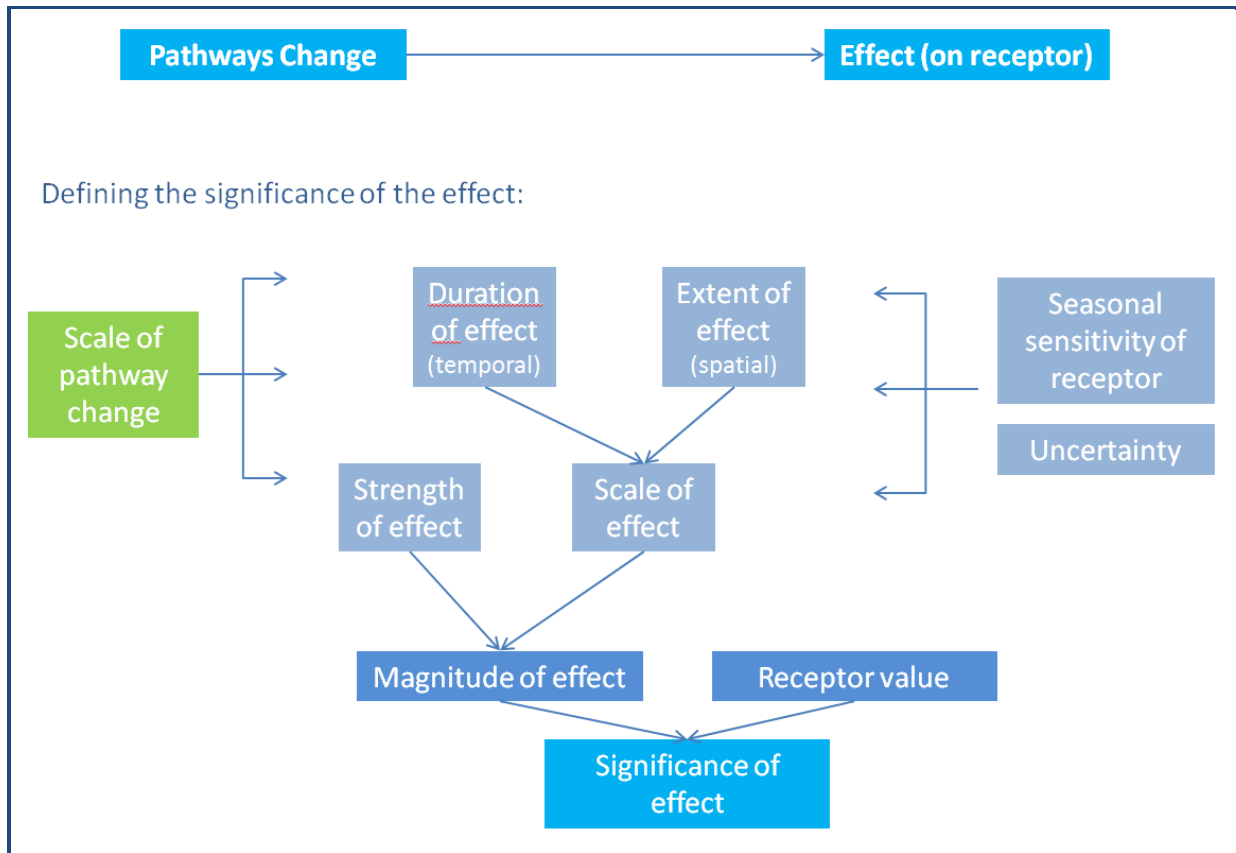 Pathways Change
Effect (on receptor)
Defining the significance of the effect:
Duration
of effect
(temporal)
Extent of
effect
(spatial)
Seasonal
sensitivity of
receptor
Scale of
pathway
change
Uncertainty
Strength
of effect
Scale of
effect
Magnitude of effect
Receptor value
Significance of
effect